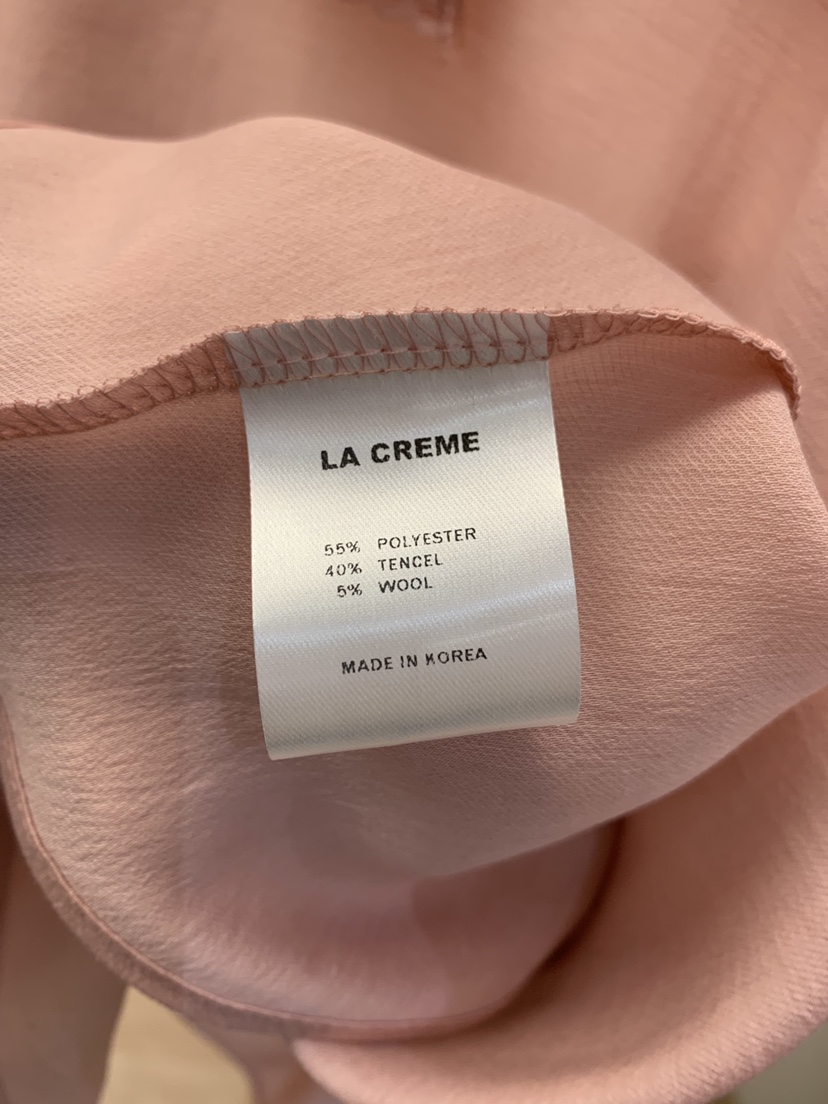 LA CREME
55% POLYESTER
40% TENCEL
5% WOOL
MADE IN KOREA